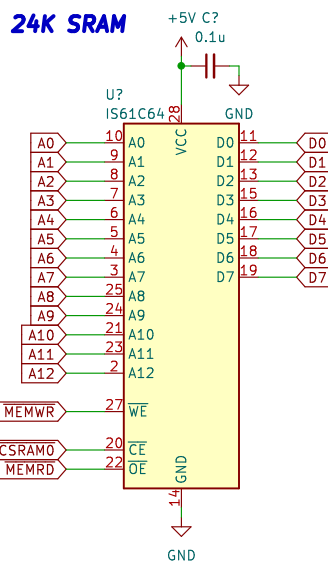 24K SRAM
+5V C?
0.1u
U?
IS61C64
GND
28
VCC
A0 10 A0 D0 11 D0
A1 9 A1 D1 12 D1
A2 8 A2 D2 13 D2
A3 7 A3 D3 15 D3
A4 6 A4 D4 16 D4
A5 5 A5 D5 17 D5
A6 4 A6 D6 18 D6
A7 3 A7 D7 19 D7
A8 25 A8
A9 24 A9
A10 21 A10
A11 23 A11
A12 2 A12
MEMWR 27 WE
CSRAM0 20 CE
MEMRD 22 OE
GND
14
GND